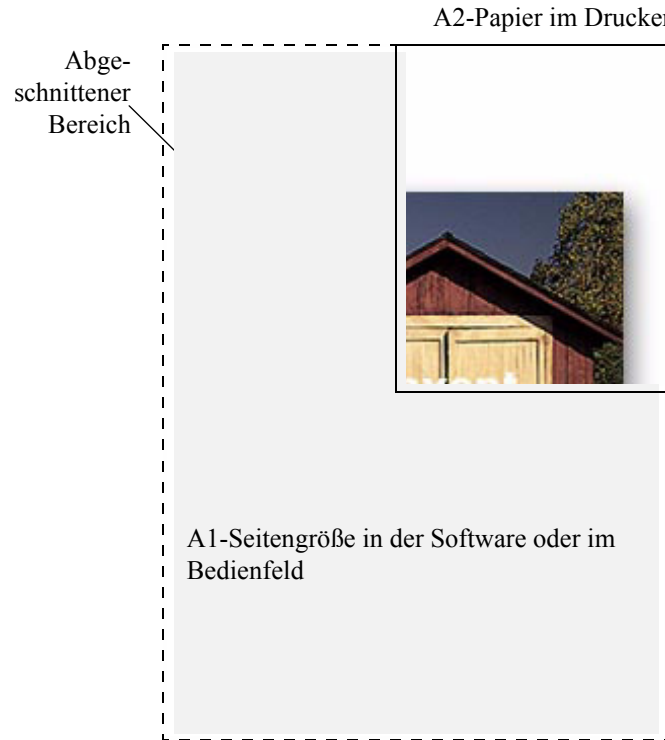 A2-Papier im Drucker
Abge-
schnittener
Bereich
A1-Seitengröße in der Software oder im
Bedienfeld